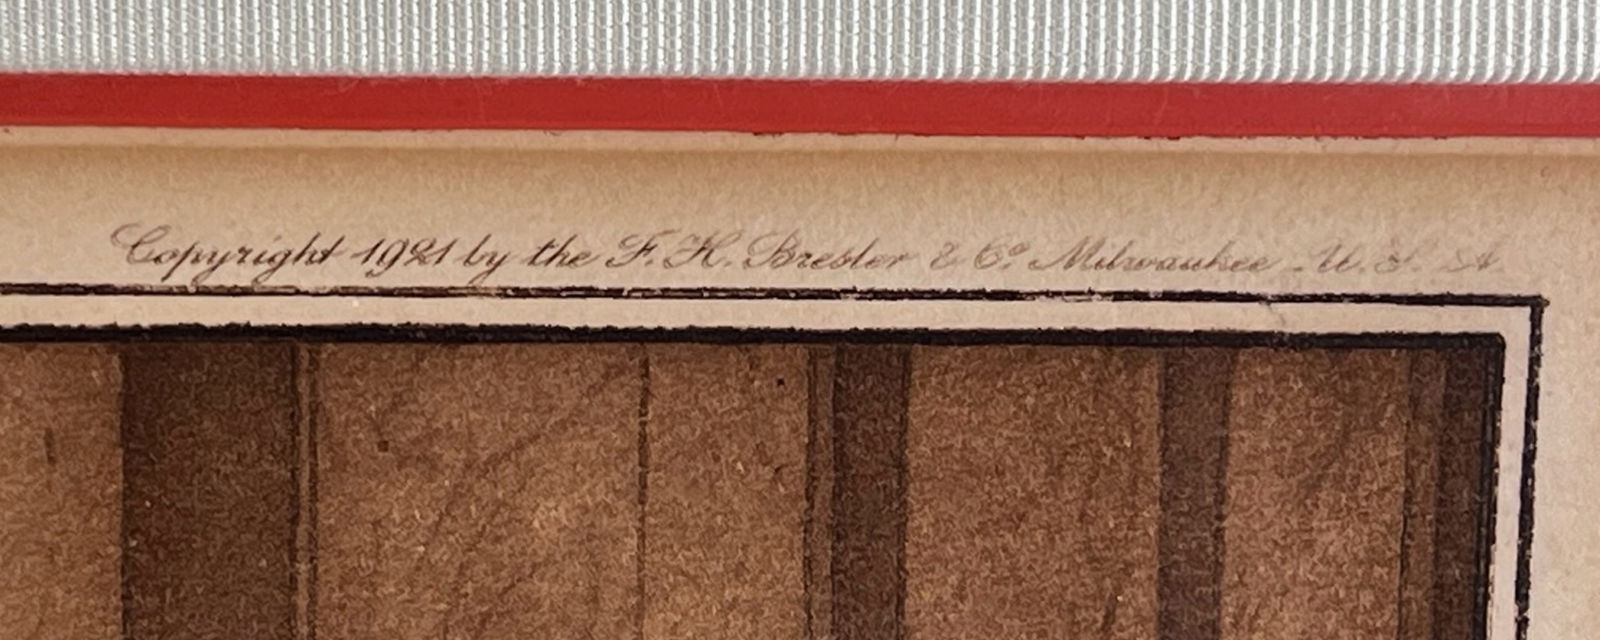 Copyright 1921 by the F. H. Bresler & Cº Milwaukee U. S. A.